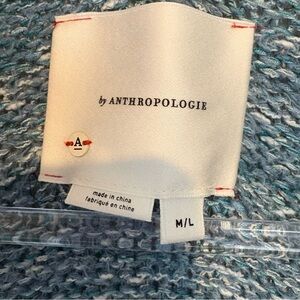 by ANTHROPOLOGIE
A
made in china
fabriqué en chine
M/L